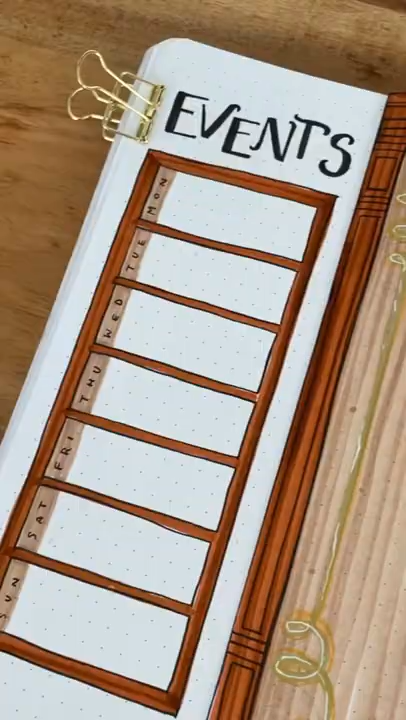 EVENTS
MON
TUE
WED
THU
FRI
SAT
SUN